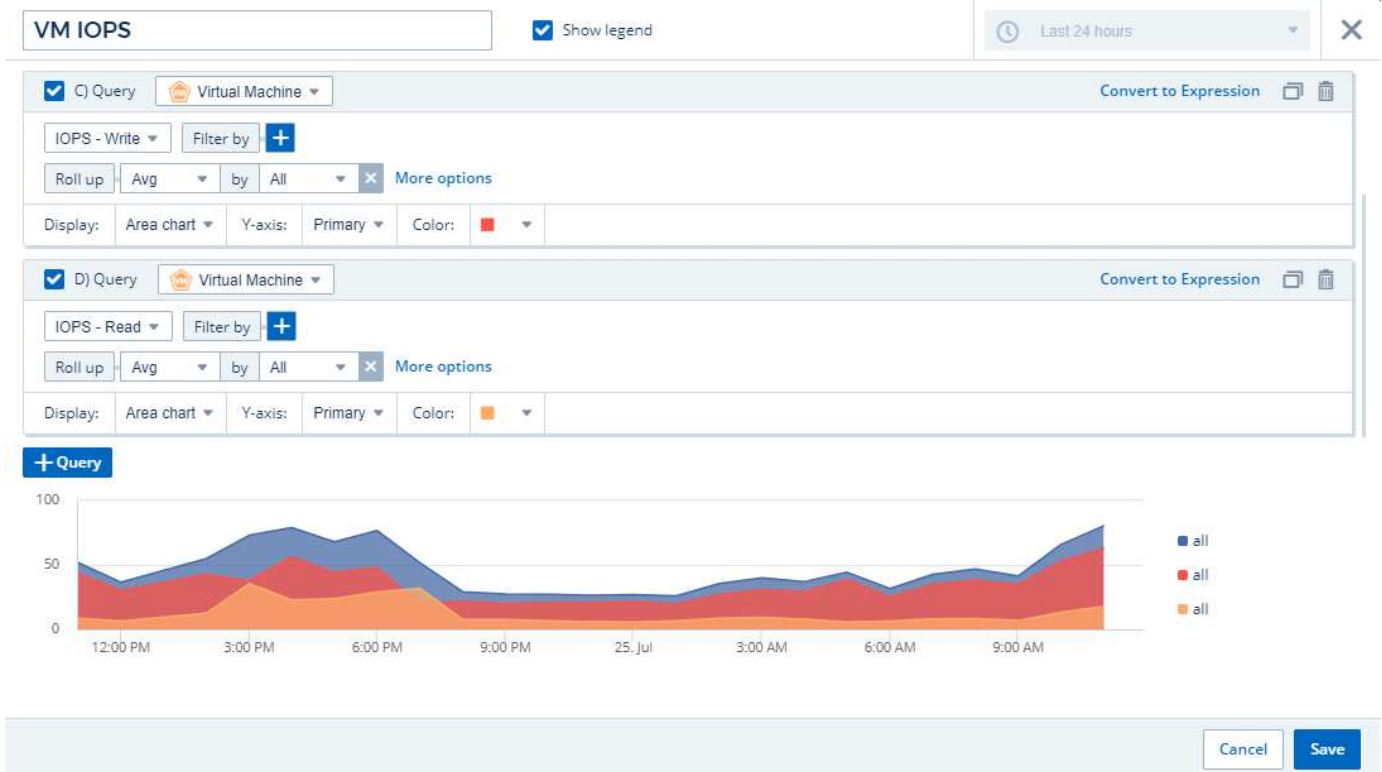 VM IOPS Show legend Last 24 hours
C) Query Virtual Machine Convert to Expression
IOPS - Write Filter by
Roll up Avg by All More options
Display: Area chart Y-axis: Primary Color:
D) Query Virtual Machine Convert to Expression
IOPS - Read Filter by
Roll up Avg by All More options
Display: Area chart Y-axis: Primary Color:
+ Query
100
50
0
all
all
all
12:00 PM 3:00 PM 6:00 PM 9:00 PM 25. Jul 3:00 AM 6:00 AM 9:00 AM
Cancel Save